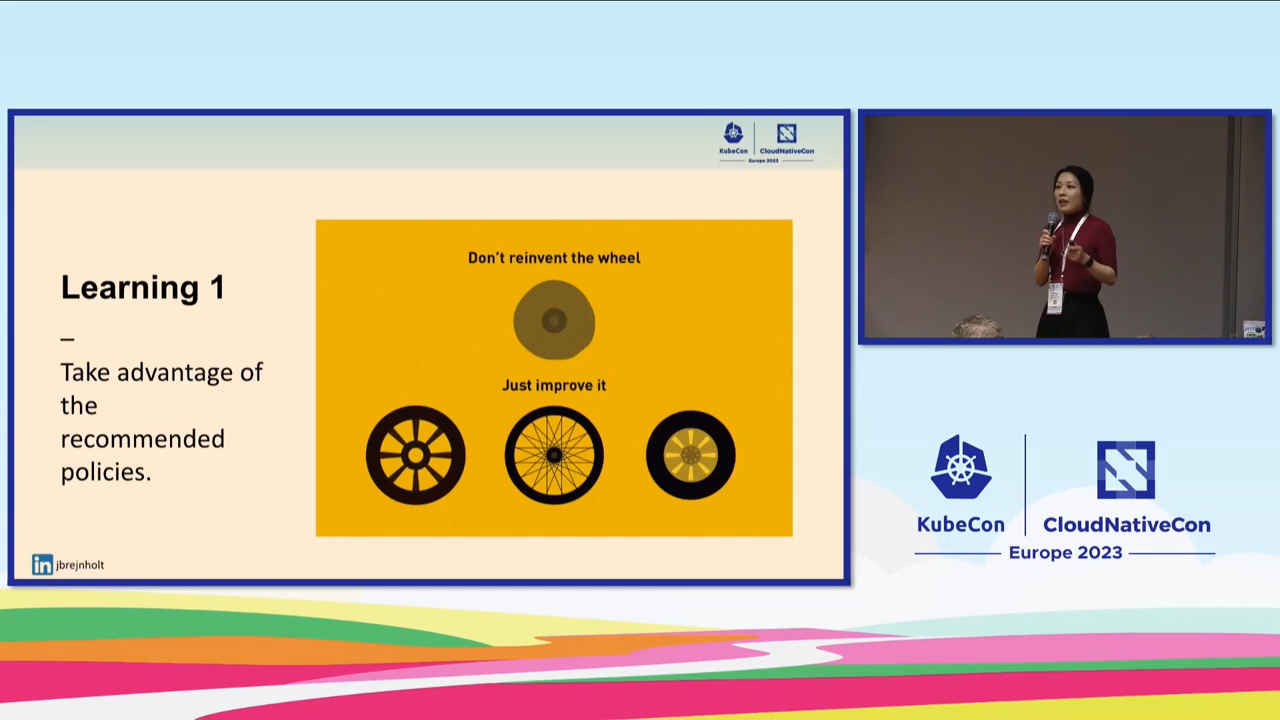 KubeCon
CloudNativeCon
Europe 2023
Learning 1
–
Take advantage of
the
recommended
policies.
Don't reinvent the wheel
Just improve it
in jbrejnholt
KubeCon
CloudNativeCon
Europe 2023